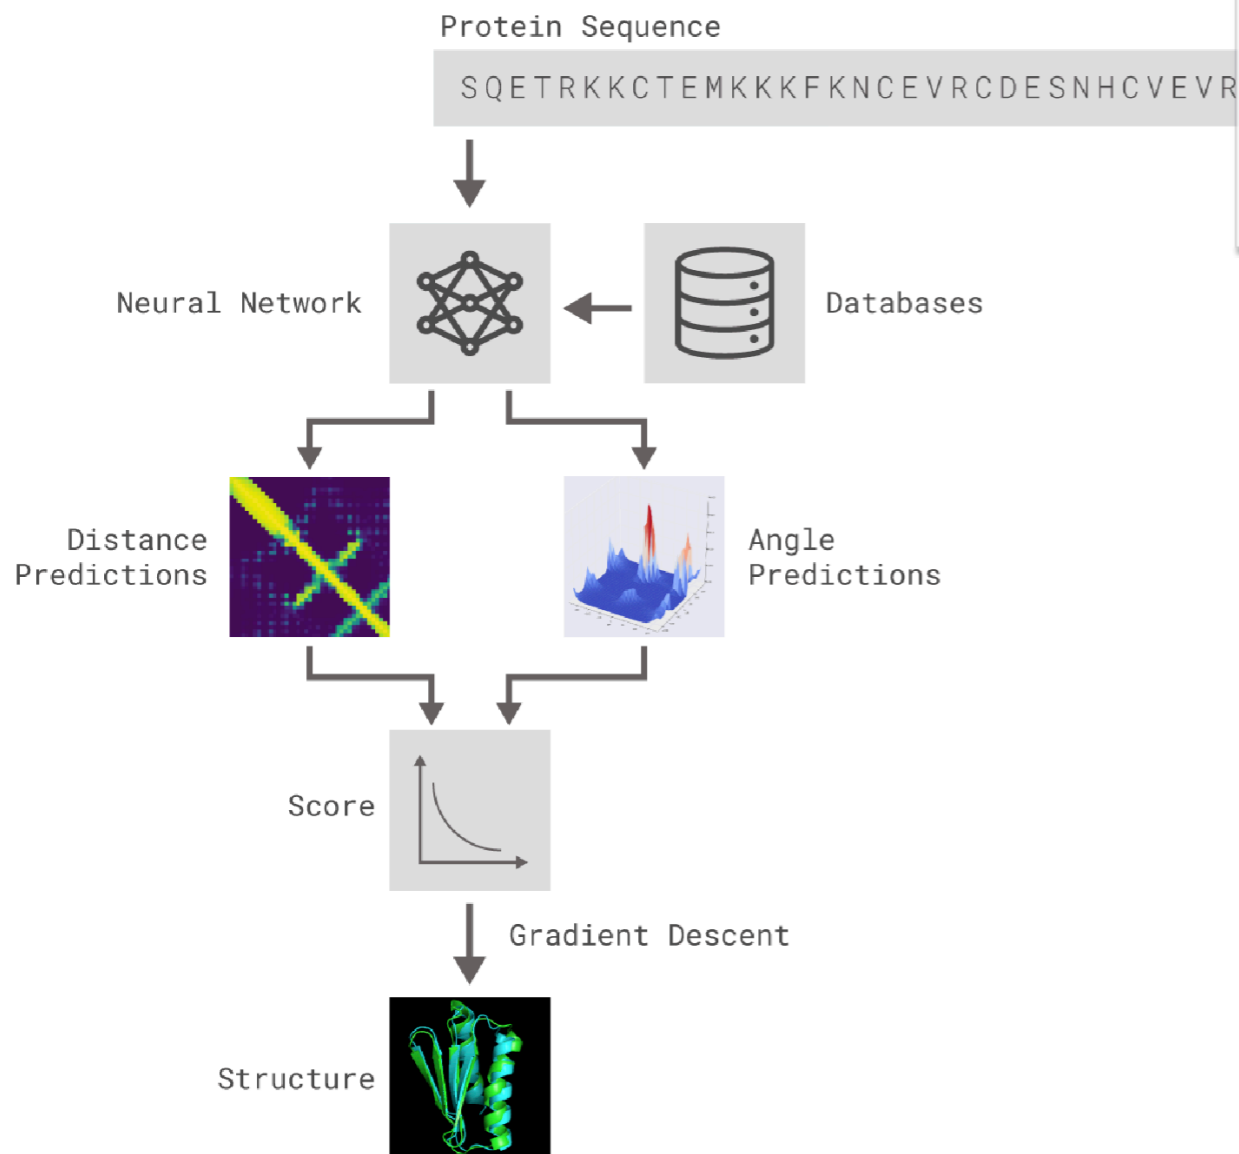 Protein Sequence
SQETRKKCTEMKKKFKNCEVRCDESNHCVEVR
Neural Network
Databases
Distance
Predictions
Angle
Predictions
Score
Gradient Descent
Structure